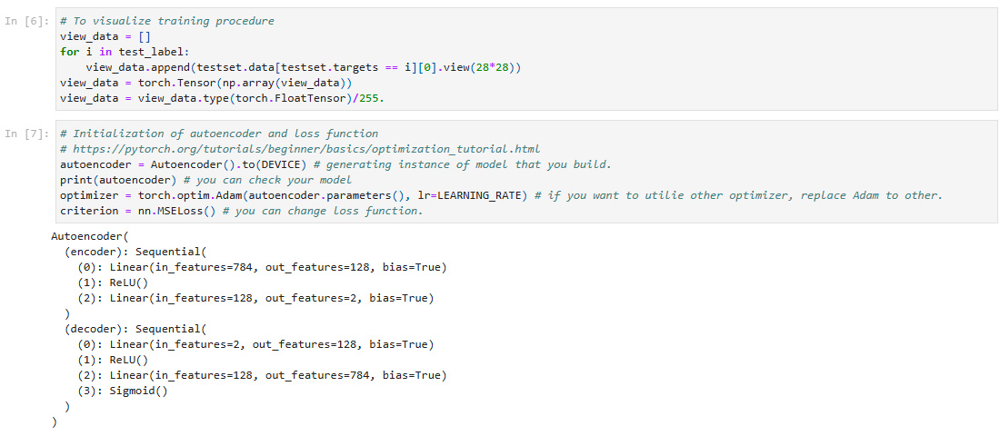 In [6]: # To visualize training procedure
view_data = []
for i in test_label:
    view_data.append(testset.data[testset.targets == i][0].view(28*28))
view_data = torch.Tensor(np.array(view_data))
view_data = view_data.type(torch.FloatTensor)/255.
In [7]: # Initialization of autoencoder and loss function
# https://pytorch.org/tutorials/beginner/basics/optimization_tutorial.html
autoencoder = Autoencoder().to(DEVICE) # generating instance of model that you build.
print(autoencoder) # you can check your model
optimizer = torch.optim.Adam(autoencoder.parameters(), lr=LEARNING_RATE) # if you want to utilie other optimizer, replace Adam to other.
criterion = nn.MSELoss() # you can change loss function.
Autoencoder(
  (encoder): Sequential(
    (0): Linear(in_features=784, out_features=128, bias=True)
    (1): ReLU()
    (2): Linear(in_features=128, out_features=2, bias=True)
  )
  (decoder): Sequential(
    (0): Linear(in_features=2, out_features=128, bias=True)
    (1): ReLU()
    (2): Linear(in_features=128, out_features=784, bias=True)
    (3): Sigmoid()
  )
)